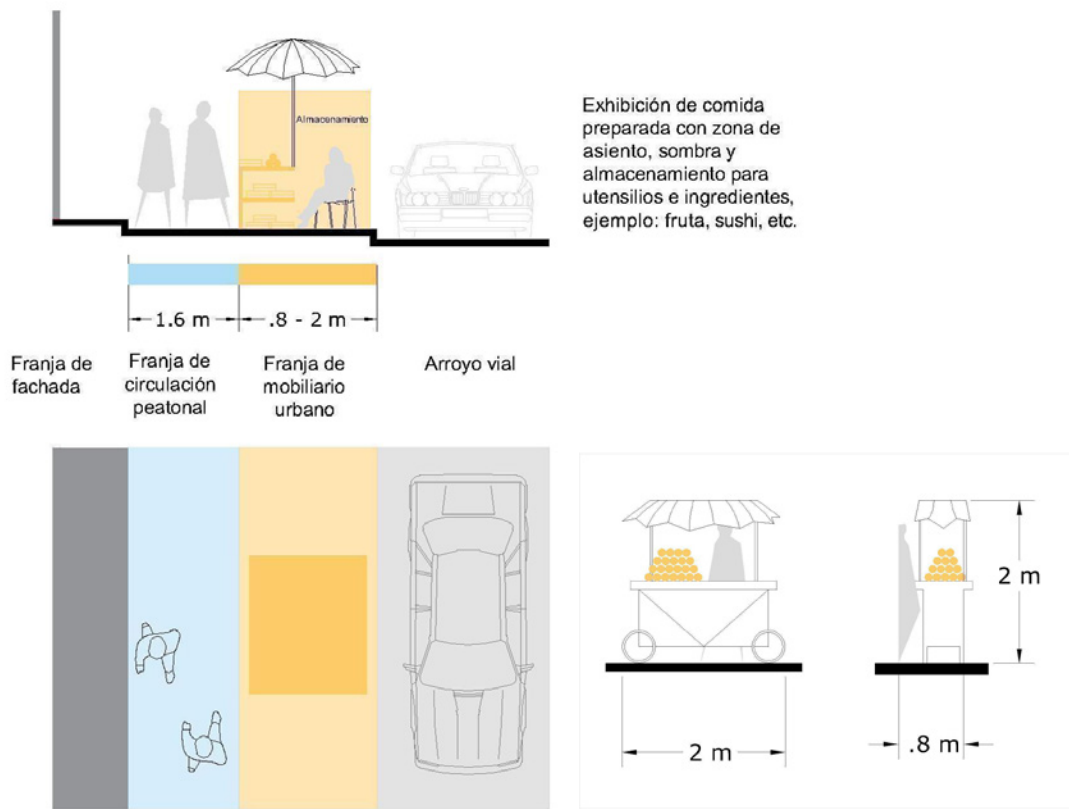 Almacenamiento
Exhibición de comida
preparada con zona de
asiento, sombra y
almacenamiento para
utensilios e ingredientes,
ejemplo: fruta, sushi, etc.
1.6 m
.8 - 2 m
Franja de
fachada
Franja de
circulación
peatonal
Franja de
mobiliario
urbano
Arroyo vial
2 m
2 m
.8 m